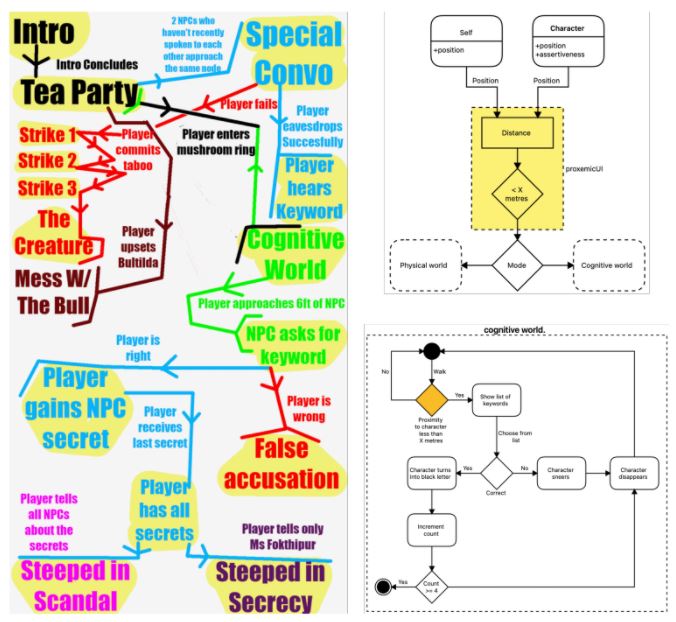 Intro
Intro Concludes
Tea Party
2 NPCs who
haven't recently
spoken to each
other approach
the same node
Special
Convo
Player fails
Strike 1
Strike 2
Strike 3
Player
commits
taboo
Player enters
mushroom ring
Player
eavesdrops
Succesfully
Player
hears
Keyword
The
Creature
Player
upsets
Bultilda
Mess W/
The Bull
Cognitive
World
Player approaches 6ft of NPC
NPC asks for
keyword
Player is
right
Player
gains NPC
secret
Player
receives
last secret
Player is
wrong
False
accusation
Player
has all
secrets
Player tells
all NPCs
about the
secrets
Player tells only
Ms Fokthipur
Steeped in
Scandal
Steeped in
Secrecy
Self
+position
Character
+position
+assertiveness
Position
Position
Distance
proxemicUI
< X
metres
Physical world
Mode
Cognitive world
cognitive world.
No
Walk
Yes
Show list of
keywords
Proximity
to character
less than
X metres
Choose from
list
Character turns
into black letter
Yes
No
Correct
Character
sneers
Character
disappears
Increment
count
Yes
Count
>= 4